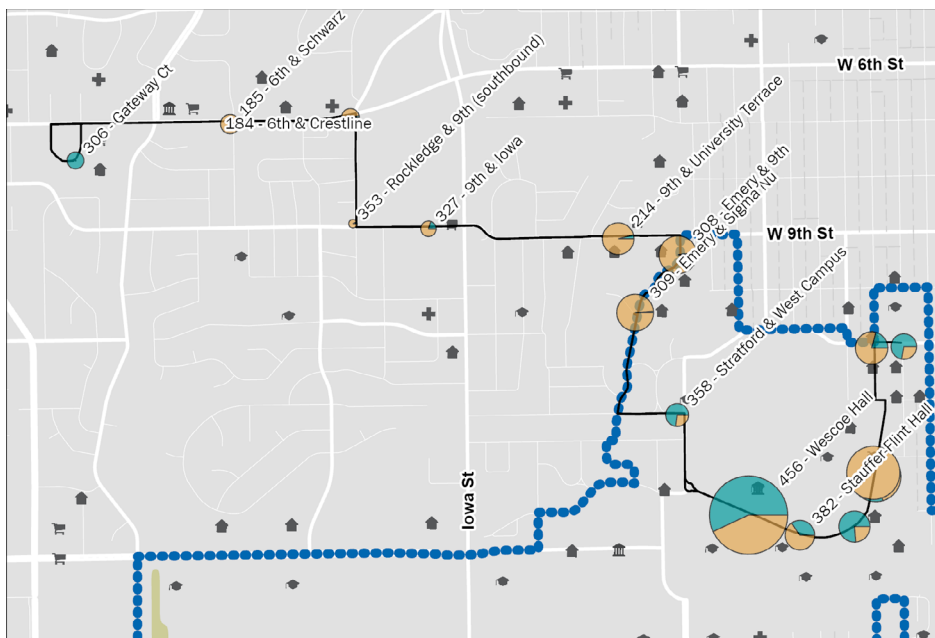 W 6th St
185 - 6th & Schwarz
306 - Gateway Ct
184 - 6th & Crestline
353 - Rockledge & 9th (southbound)
327 - 9th & Iowa
214 - 9th & University Terrace
308 - Emery & 9th
309 - Emery & Sigma Nu
W 9th St
358 - Stratford & West Campus
Iowa St
456 - Wescoe Hall
382 - Stauffer-Flint Hall